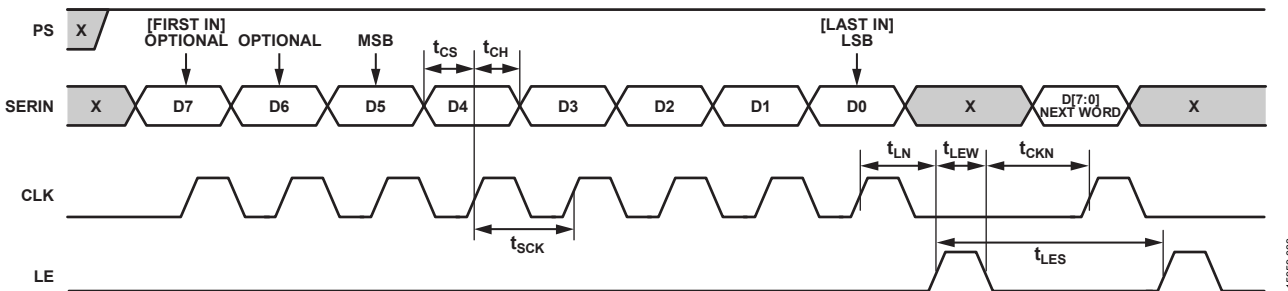 PS
X
[FIRST IN]
OPTIONAL
OPTIONAL
MSB
[LAST IN]
LSB
tCS
tCH
SERIN
X
D7
D6
D5
D4
D3
D2
D1
D0
X
D[7:0]
NEXT WORD
X
tLN
tLEW
tCKN
CLK
tSCK
LE
tLES